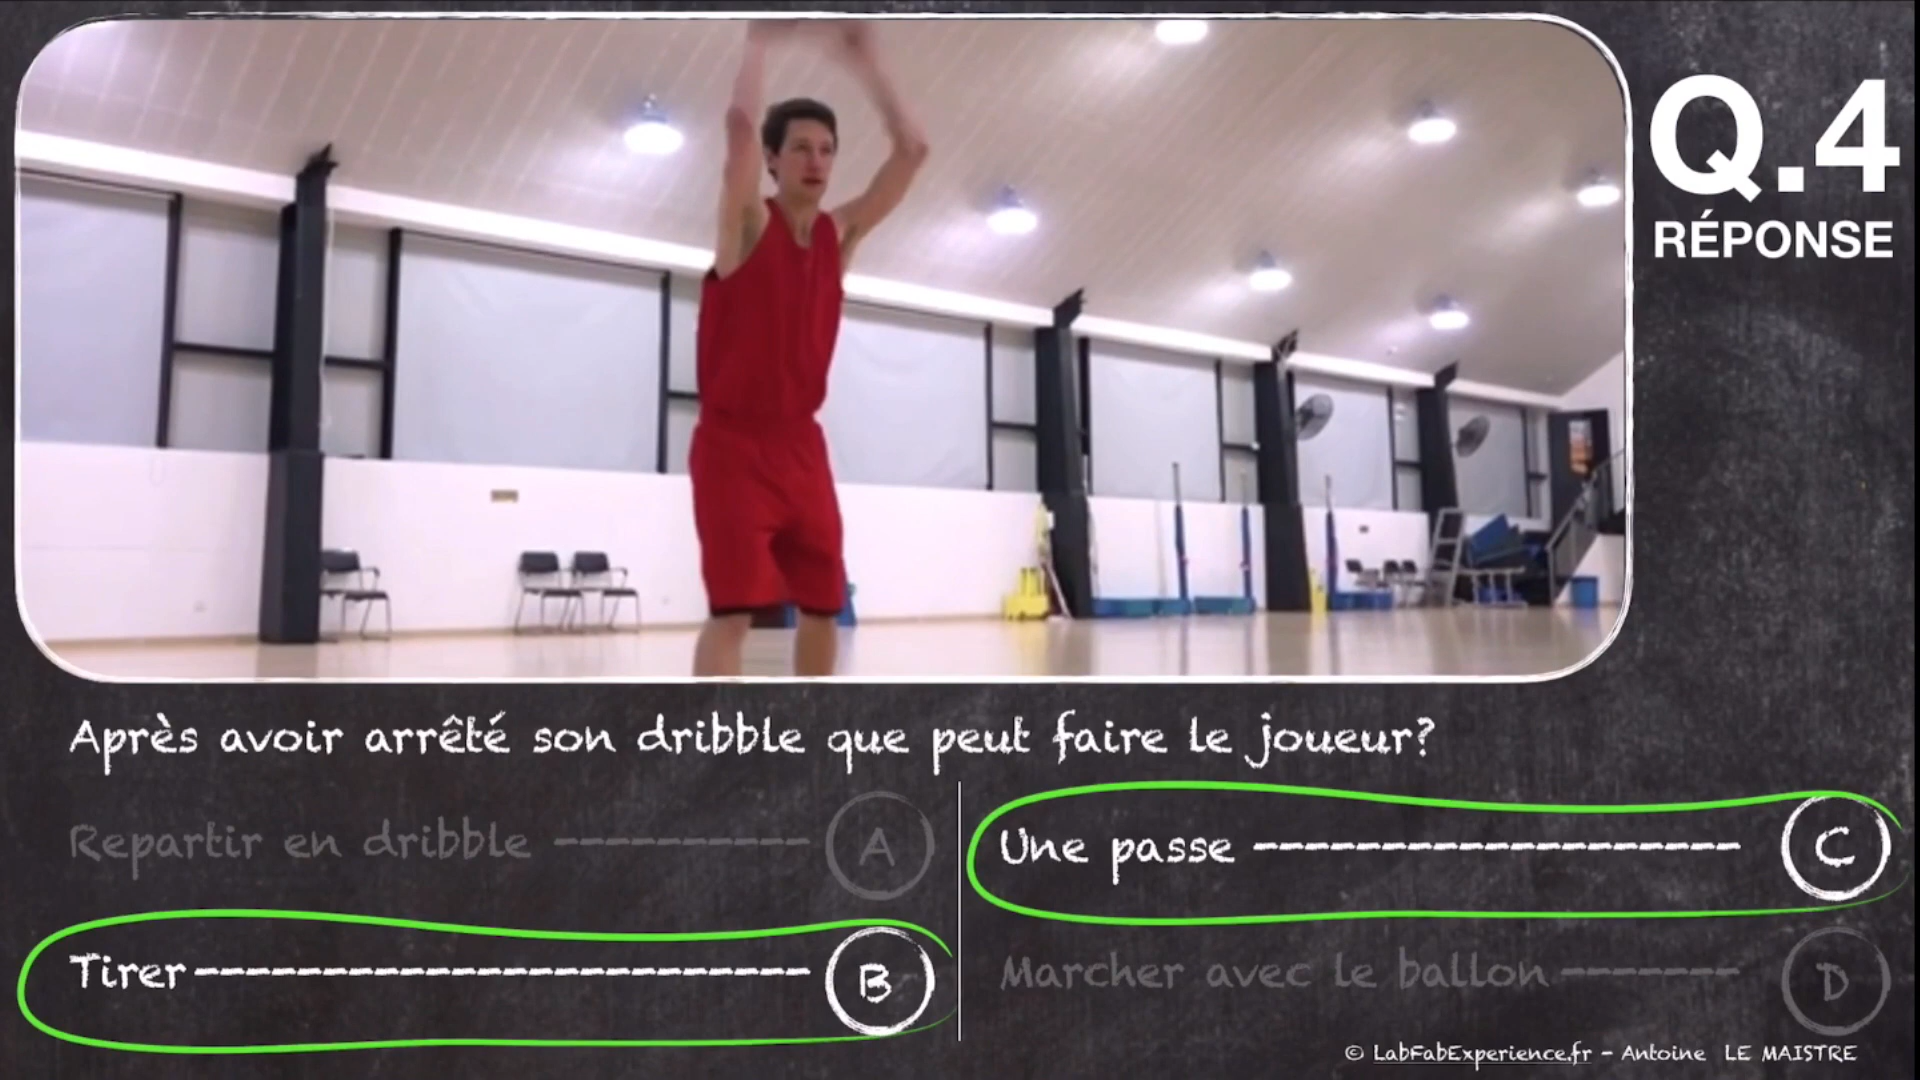 Q.4
RÉPONSE
Après avoir arrêté son dribble que peut faire le joueur?
Repartir en dribble ---------- A
Tirer ------------------------ B
Une passe ------------------- C
Marcher avec le ballon ------- D
© LabFabExperience.fr - Antoine LE MAISTRE